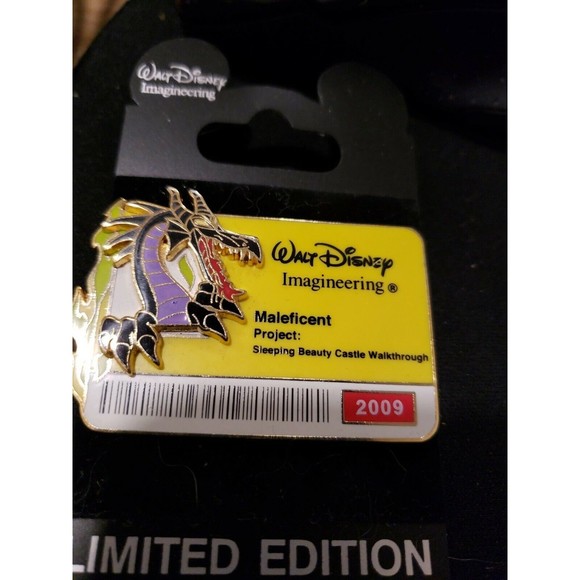 Walt Disney
Imagineering
Walt Disney
Imagineering ®
Maleficent
Project:
Sleeping Beauty Castle Walkthrough
2009
LIMITED EDITION